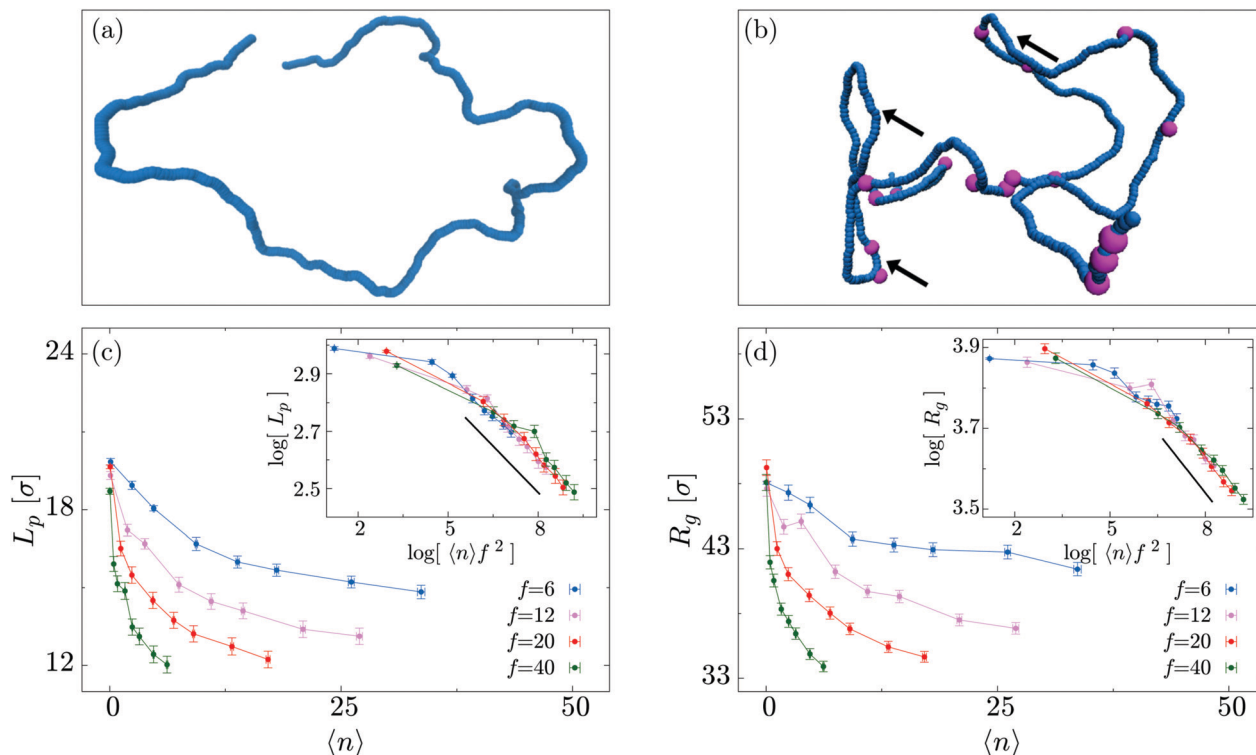 (a)
(b)
(c)
24
18
12
L_p [σ]
0
25
50
⟨n⟩
2.9
2.7
2.5
log[ L_p ]
2
5
8
log[ ⟨n⟩f² ]
f=6
f=12
f=20
f=40
(d)
53
43
33
R_g [σ]
0
25
50
⟨n⟩
3.9
3.7
3.5
log[ R_g ]
2
4
6
8
log[ ⟨n⟩f² ]
f=6
f=12
f=20
f=40